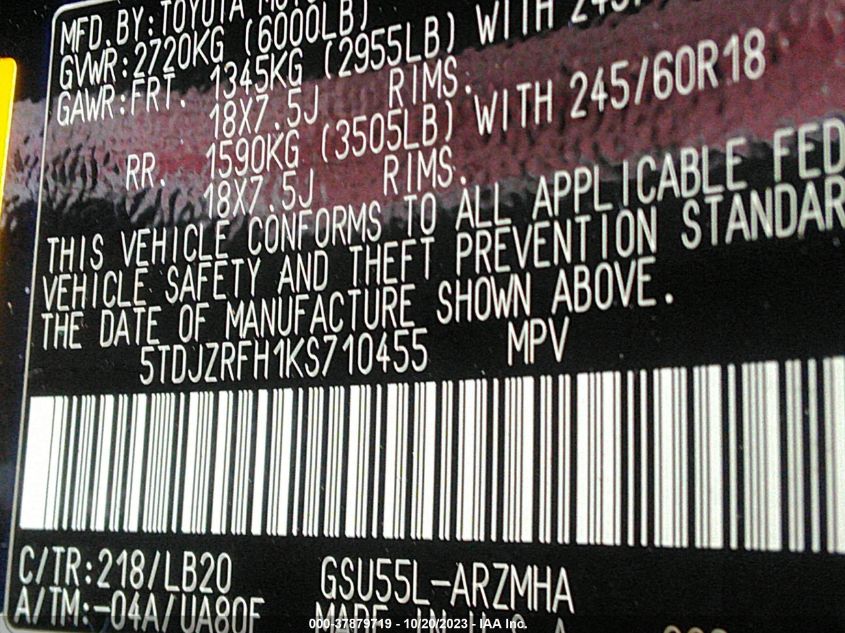 MFD.BY:TOYOTA
GVWR:2720KG (6000LB)
GAWR:FRT. 1345KG (2955LB) WITH
18X7.5J RIMS.
RR. 1590KG (3505LB) WITH 245/60R18
18X7.5J RIMS.
THIS VEHICLE CONFORMS TO ALL APPLICABLE FED
VEHICLE SAFETY AND THEFT PREVENTION STANDAR
THE DATE OF MANUFACTURE SHOWN ABOVE.
5TDJZRFH1KS710455 MPV
C/TR:218/LB20 GSU55L-ARZMHA
A/TM:-04A/UA80F MADE IN
000-37879719 - 10/20/2023 - IAA Inc.